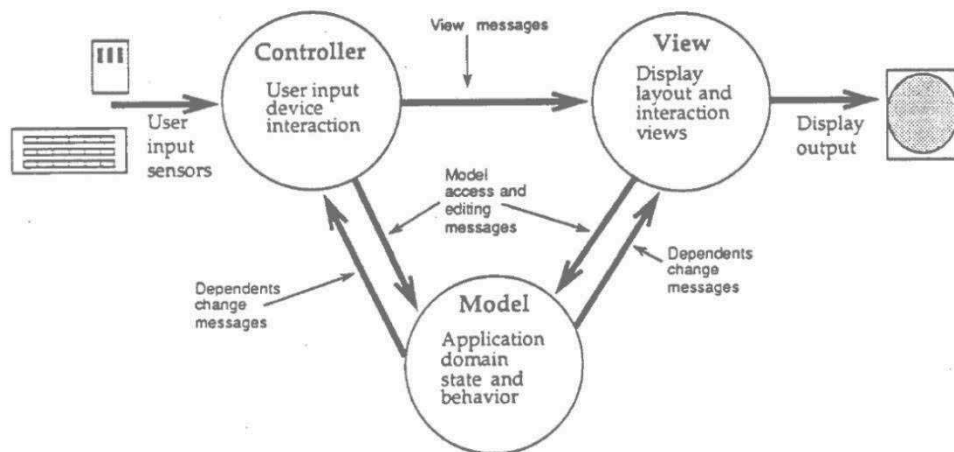 Controller
User input
device
interaction
View messages
View
Display
layout and
interaction
views
User
input
sensors
Display
output
Model
access and
editing
messages
Dependents
change
messages
Dependents
change
messages
Model
Application
domain
state and
behavior